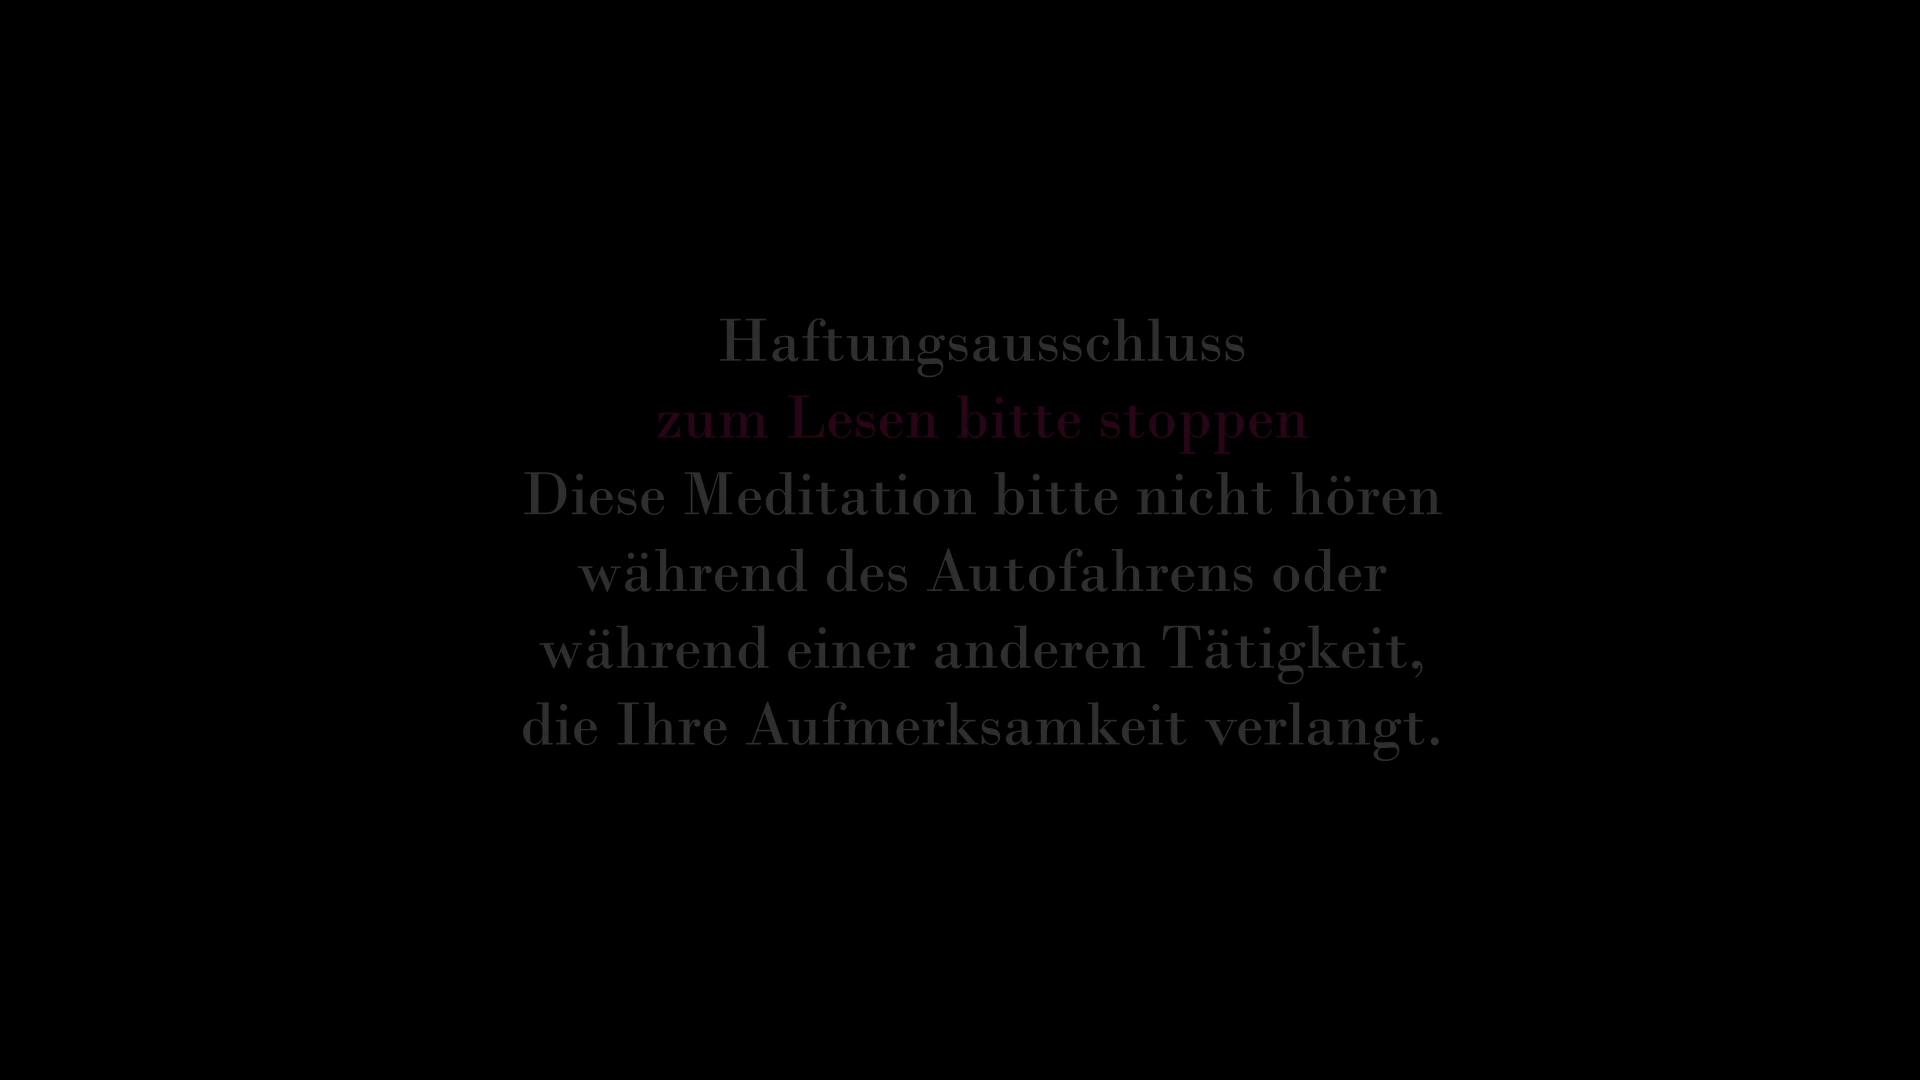 Haftungsausschluss
zum Lesen bitte stoppen
Diese Meditation bitte nicht hören
während des Autofahrens oder
während einer anderen Tätigkeit,
die Ihre Aufmerksamkeit verlangt.